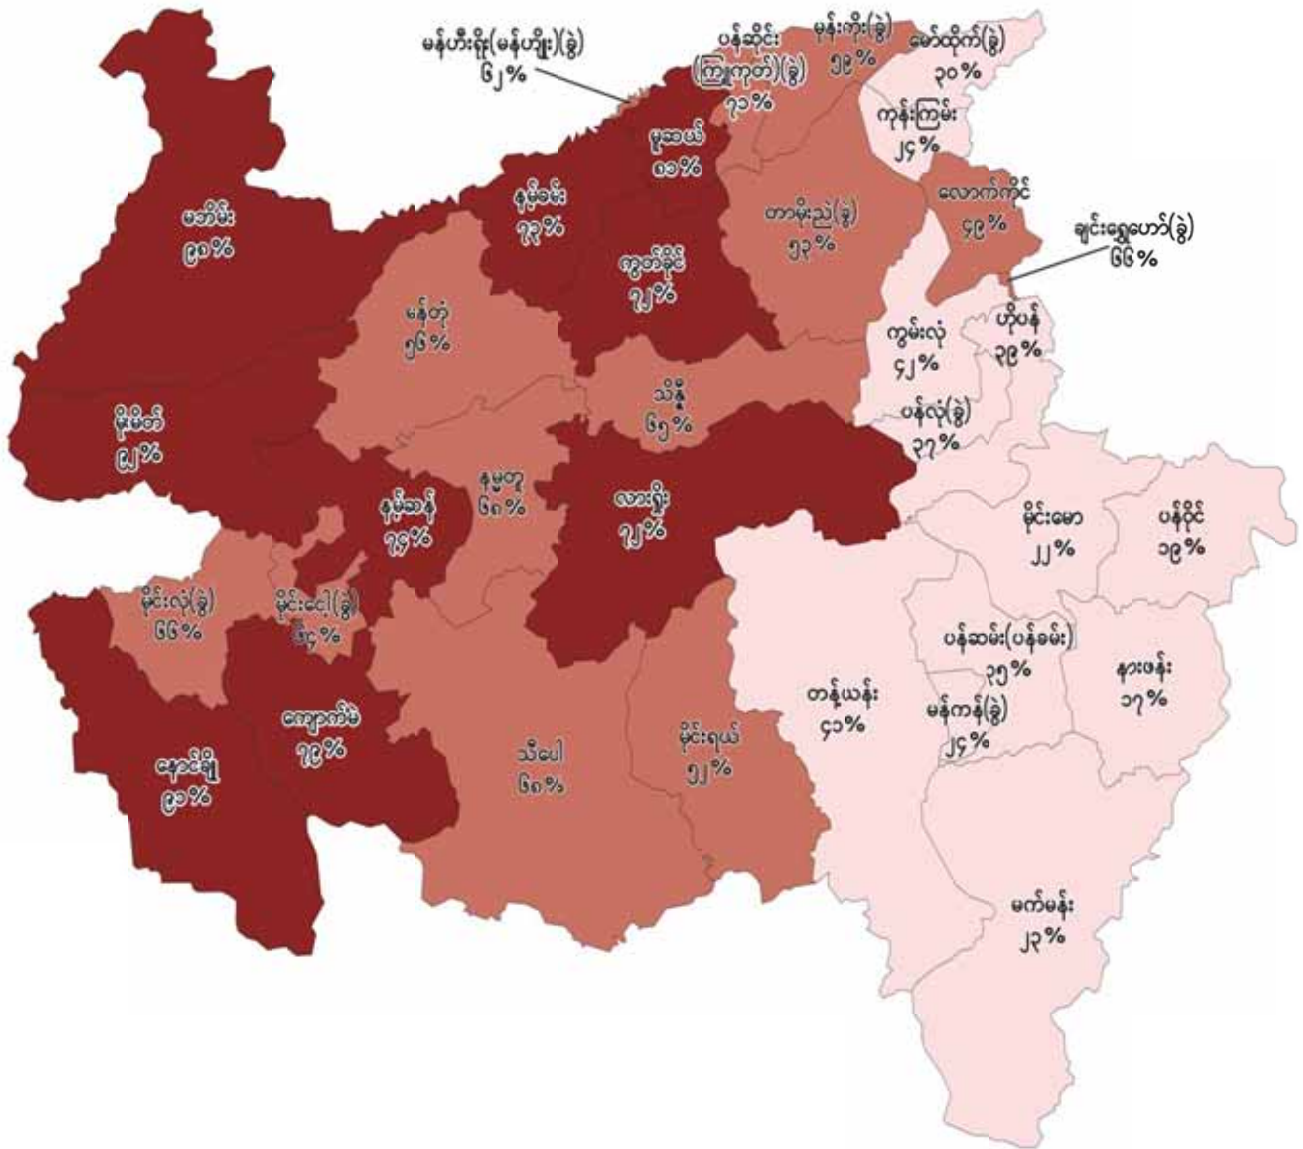 မန်ဟီးရိုး(မန်ဟျိုး)(ခွဲ)
၆၂%
ပန်ဆိုင်း
(ကြူကုတ်)(ခွဲ)
၇၁%
မုန်းကိုး(ခွဲ)
၅၉%
မော်ထိုက်(ခွဲ)
၃၀%
ကုန်းကြမ်း
၂၄%
မူဆယ်
၈၁%
နမ့်ခမ်း
၇၃%
မဘိမ်း
၉၈%
တာမိုးညဲ(ခွဲ)
၅၃%
လောက်ကိုင်
၄၉%
ချင်းရွှေဟော်(ခွဲ)
၆၆%
ကွတ်ခိုင်
၇၂%
မန်တုံ
၅၆%
ကွမ်းလုံ
၄၂%
ဟိုပန်
၃၉%
သိန္နီ
၆၅%
ပန်လုံ(ခွဲ)
၃၇%
မိုးမိတ်
၉၂%
နမ္မတူ
၆၈%
နမ့်ဆန်
၇၄%
လားရှိုး
၇၂%
မိုင်းမော
၂၂%
ပန်ဝိုင်
၁၉%
မိုင်းလုံ(ခွဲ)
၆၆%
မိုင်းငေါ့(ခွဲ)
ပန်ဆမ်း(ပန်ခမ်း)
၃၅%
နားဖန်း
၁၇%
တန့်ယန်း
၄၁%
မန်ကန်(ခွဲ)
၂၄%
ကျောက်မဲ
၇၉%
သီပေါ
၆၈%
မိုင်းရယ်
၅၂%
နောင်ချို
၉၁%
မက်မန်း
၂၃%